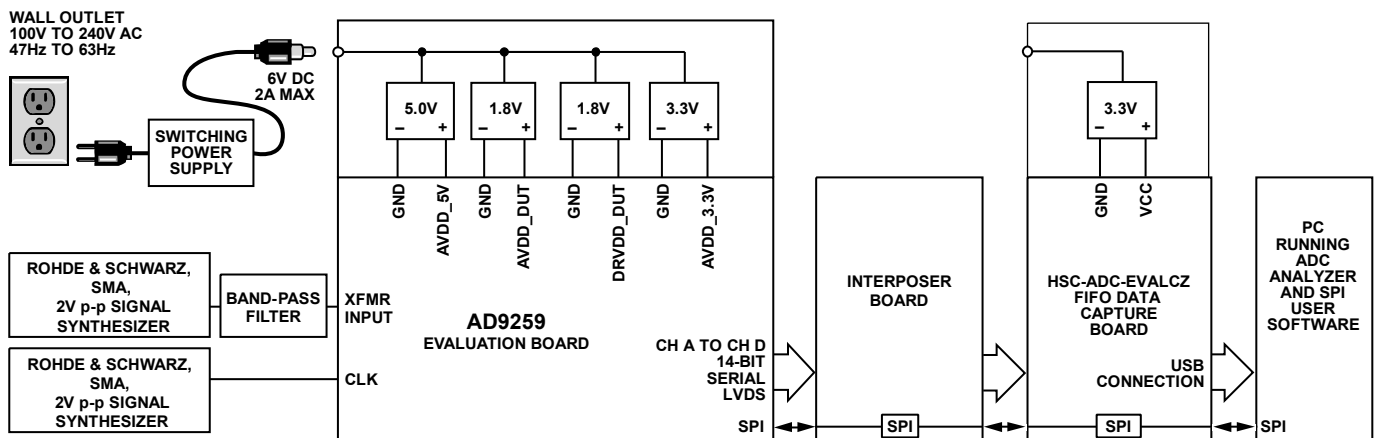 WALL OUTLET
100V TO 240V AC
47Hz TO 63Hz
6V DC
2A MAX
SWITCHING
POWER
SUPPLY
5.0V
– +
1.8V
– +
1.8V
– +
3.3V
– +
GND
AVDD_5V
GND
AVDD_DUT
GND
DRVDD_DUT
GND
AVDD_3.3V
3.3V
– +
GND
VCC
ROHDE & SCHWARZ,
SMA,
2V p-p SIGNAL
SYNTHESIZER
BAND-PASS
FILTER
XFMR
INPUT
ROHDE & SCHWARZ,
SMA,
2V p-p SIGNAL
SYNTHESIZER
CLK
AD9259
EVALUATION BOARD
CH A TO CH D
14-BIT
SERIAL
LVDS
SPI
INTERPOSER
BOARD
SPI
HSC-ADC-EVALCZ
FIFO DATA
CAPTURE
BOARD
USB
CONNECTION
SPI
PC
RUNNING
ADC
ANALYZER
AND SPI
USER
SOFTWARE
SPI